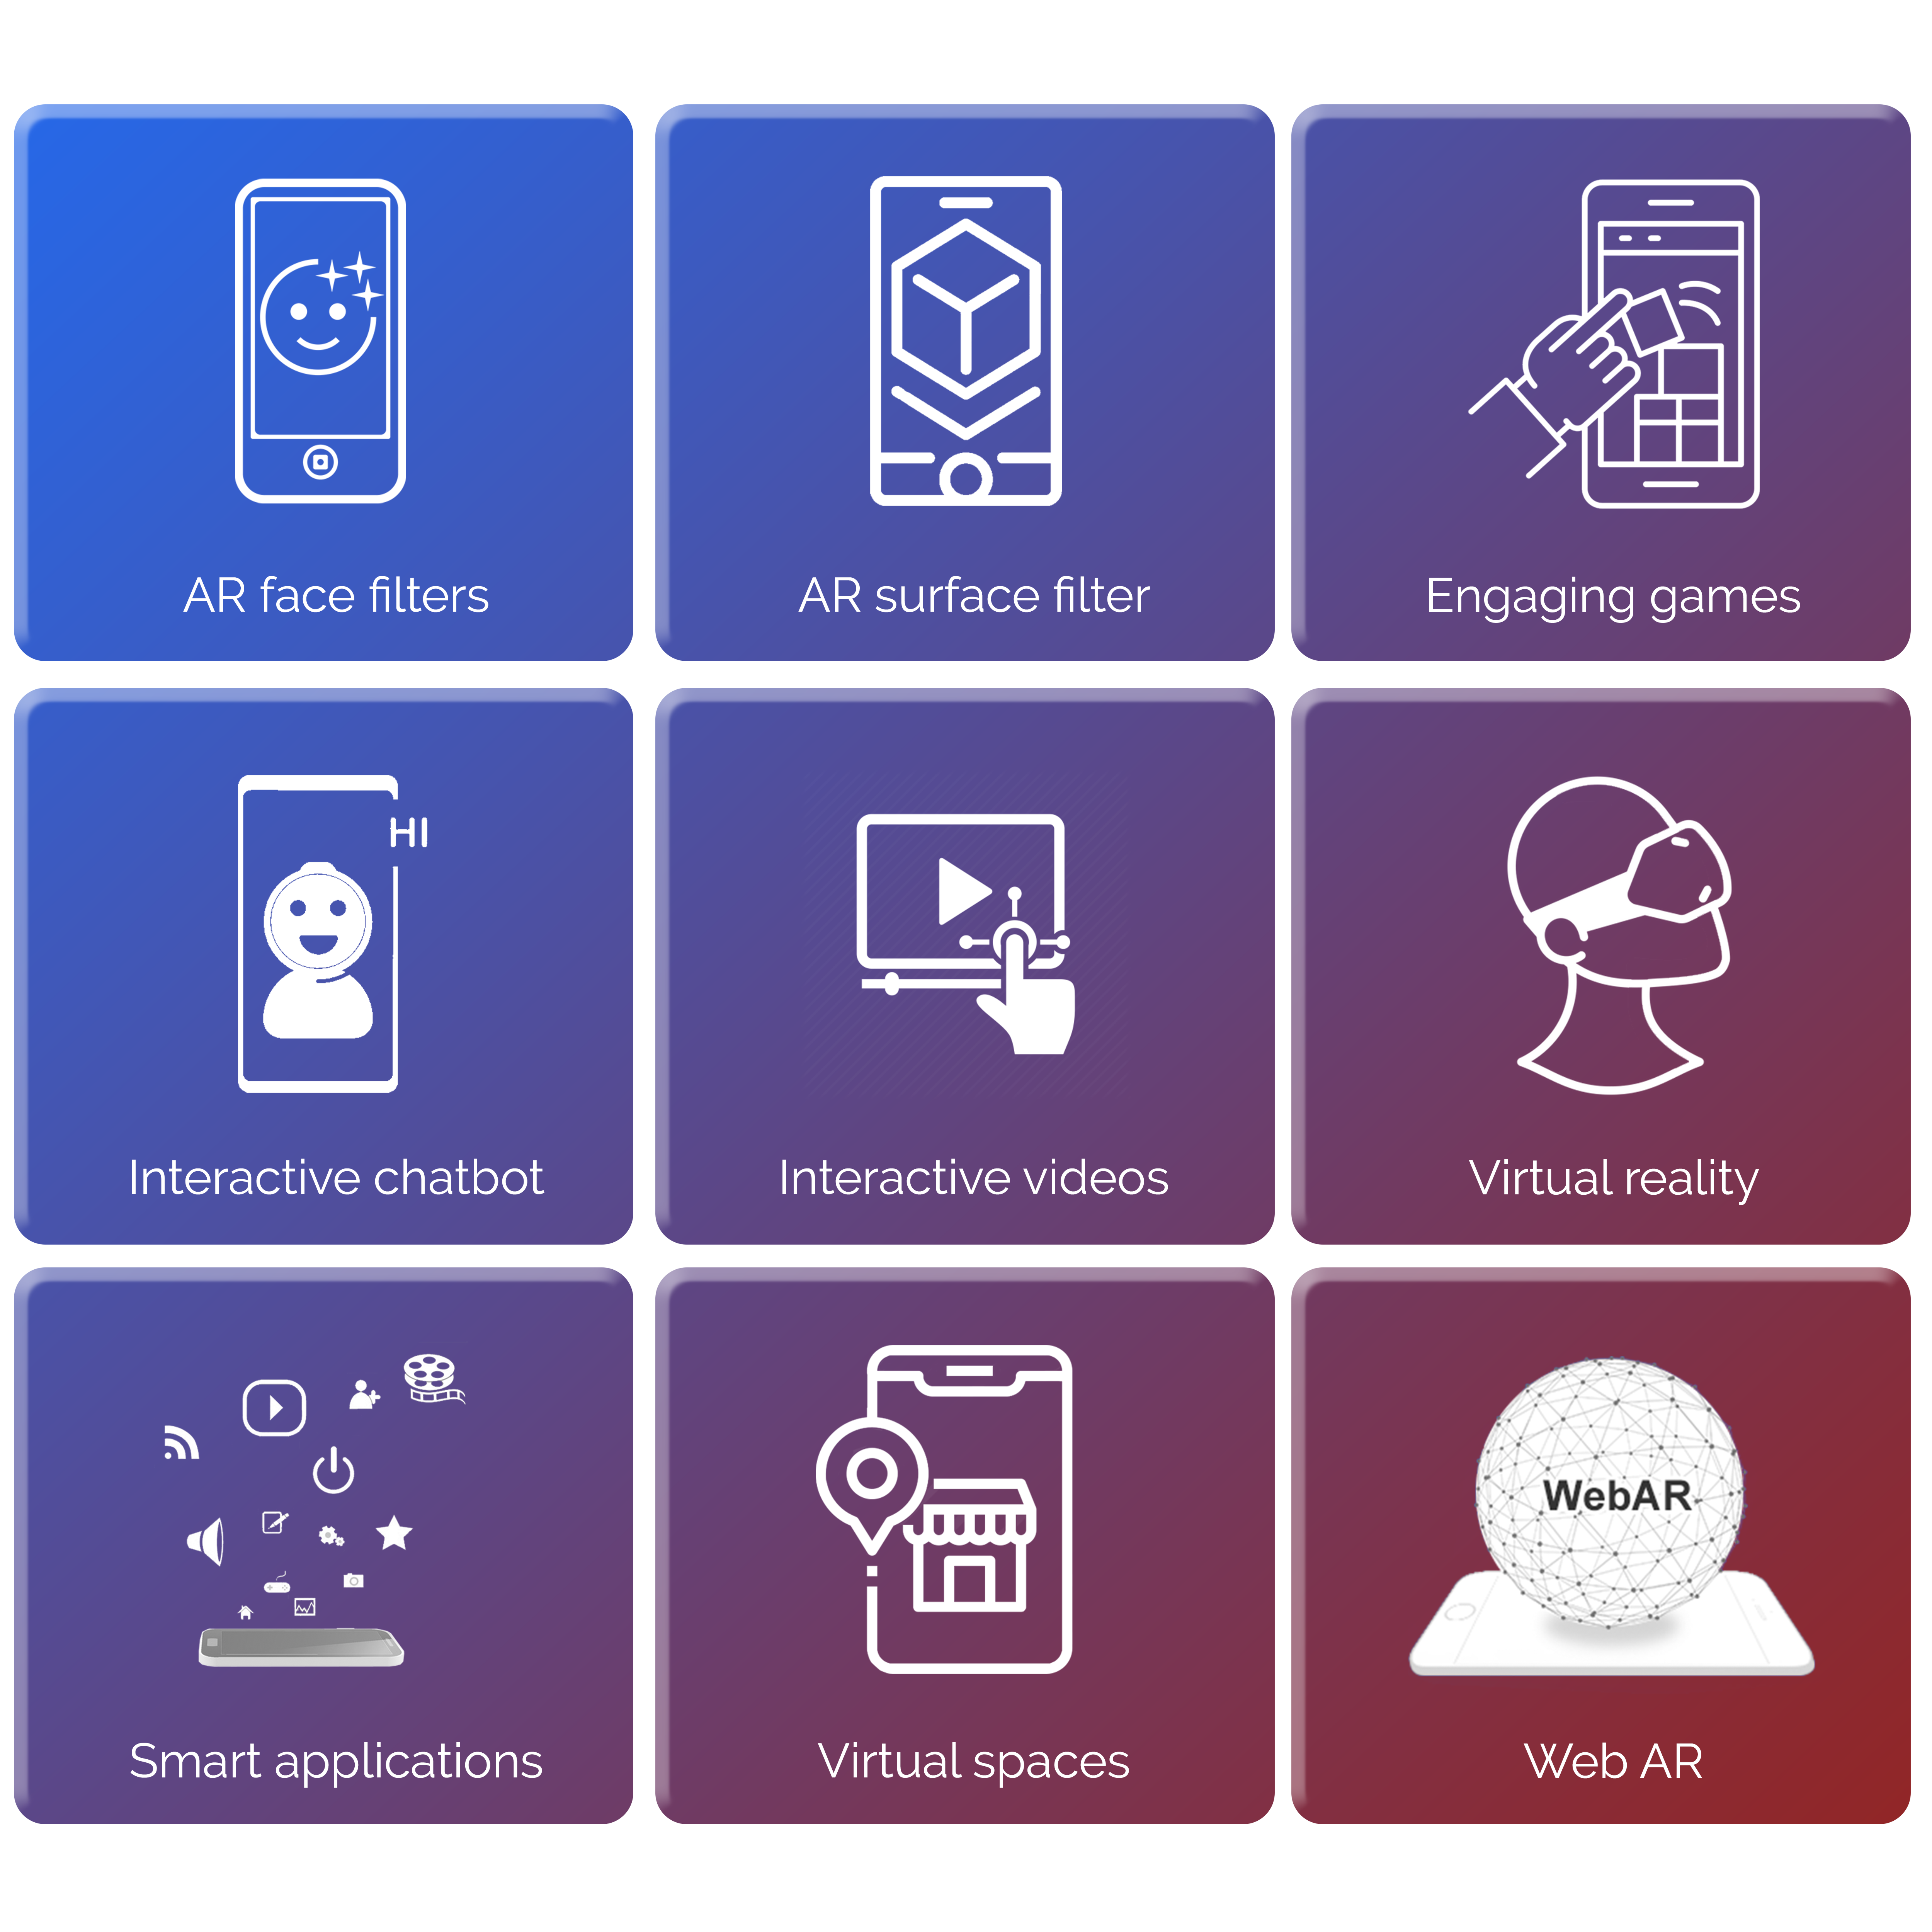 AR face filters
AR surface filter
Engaging games
HI
Interactive chatbot
Interactive videos
Virtual reality
Smart applications
Virtual spaces
WebAR
Web AR